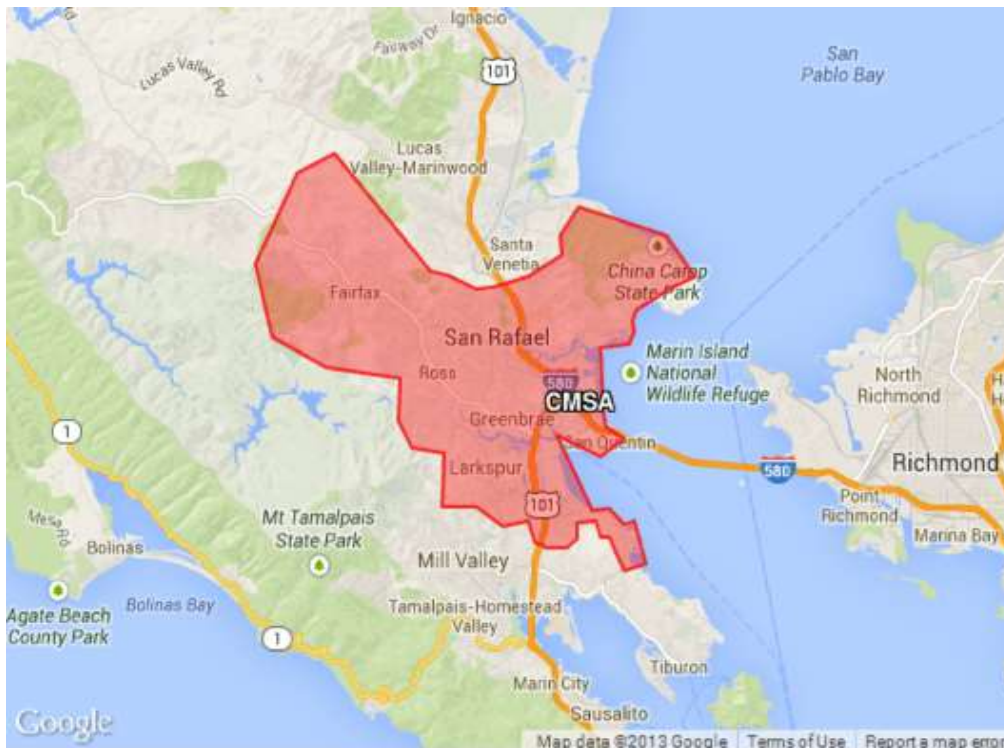 Ignacio
Fairway Dr
Lucas Valley Rd
101
San
Pablo Bay
Lucas
Valley-Marinwood
Santa
Venetia
China Camp
State Park
Fairfax
San Rafael
Ross
Marin Island
National
Wildlife Refuge
580
CMSA
North
Richmond
Greenbrae
San Quentin
1
Larkspur
580
Richmond
101
Point
Richmond
Mesa Rd
Mt Tamalpais
State Park
Marina Bay
Bolinas
Mill Valley
Agate Beach
County Park
Bolinas Bay
Tamalpais-Homestead
Valley
1
Tiburon
Marin City
Sausalito
Google
Map data ©2013 Google
Terms of Use
Report a map error